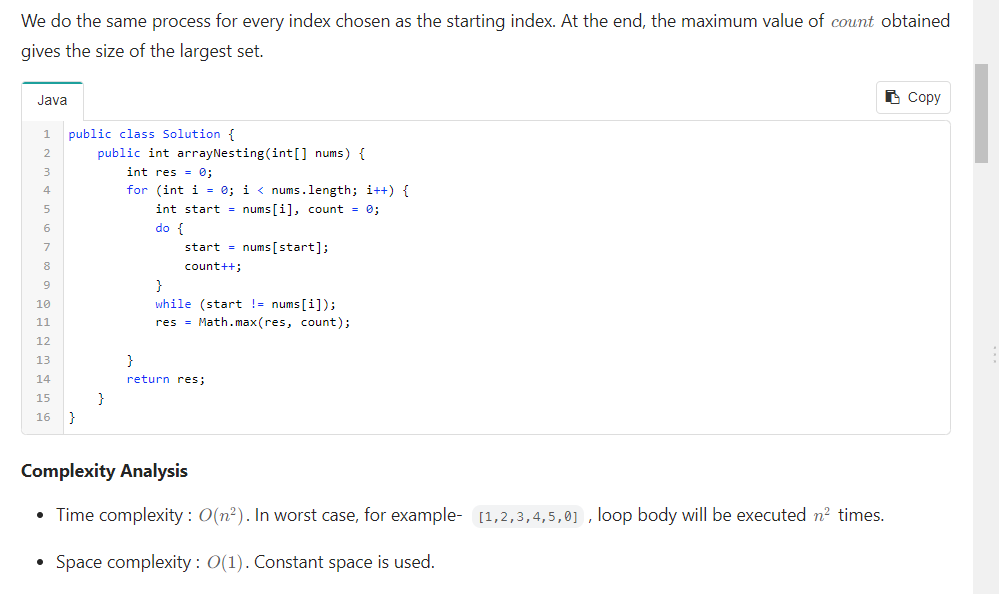 We do the same process for every index chosen as the starting index. At the end, the maximum value of count obtained
gives the size of the largest set.
Java
Copy
1 public class Solution {
2     public int arrayNesting(int[] nums) {
3         int res = 0;
4         for (int i = 0; i < nums.length; i++) {
5             int start = nums[i], count = 0;
6             do {
7                 start = nums[start];
8                 count++;
9             }
10             while (start != nums[i]);
11             res = Math.max(res, count);
12
13         }
14         return res;
15     }
16 }
Complexity Analysis
• Time complexity : O(n²). In worst case, for example- [1,2,3,4,5,0] , loop body will be executed n² times.
• Space complexity : O(1). Constant space is used.